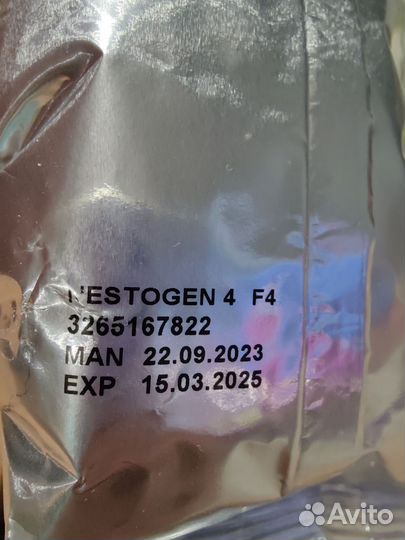 NESTOGEN 4 F4
3265167822
MAN 22.09.2023
EXP 15.03.2025
Avito